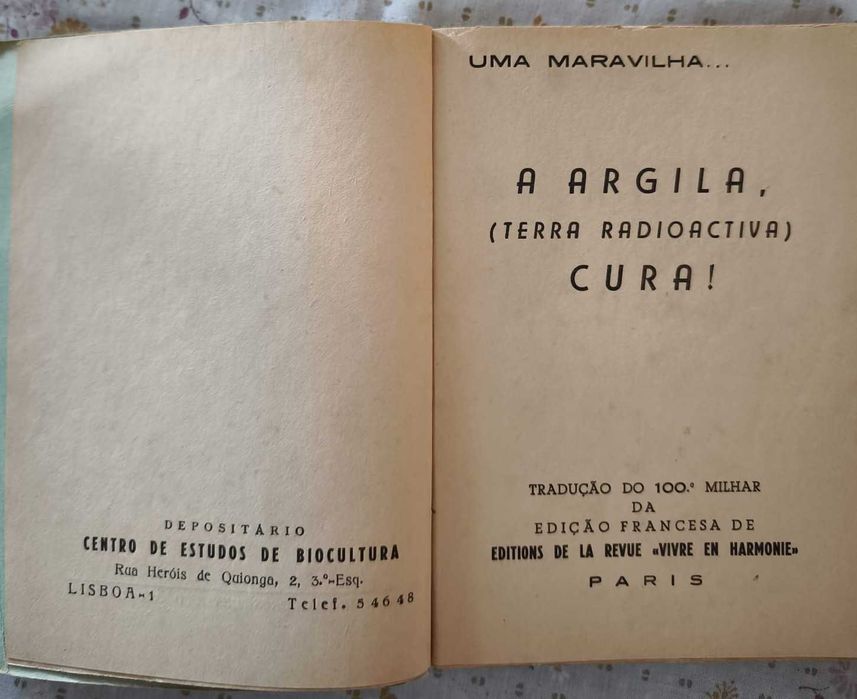 DEPOSITÁRIO
CENTRO DE ESTUDOS DE BIOCULTURA
Rua Heróis de Quionga, 2, 3.º-Esq.
LISBOA-1 Telef. 54648
UMA MARAVILHA...
A ARGILA,
(TERRA RADIOACTIVA)
CURA!
TRADUÇÃO DO 100.º MILHAR
DA
EDIÇÃO FRANCESA DE
EDITIONS DE LA REVUE «VIVRE EN HARMONIE»
PARIS